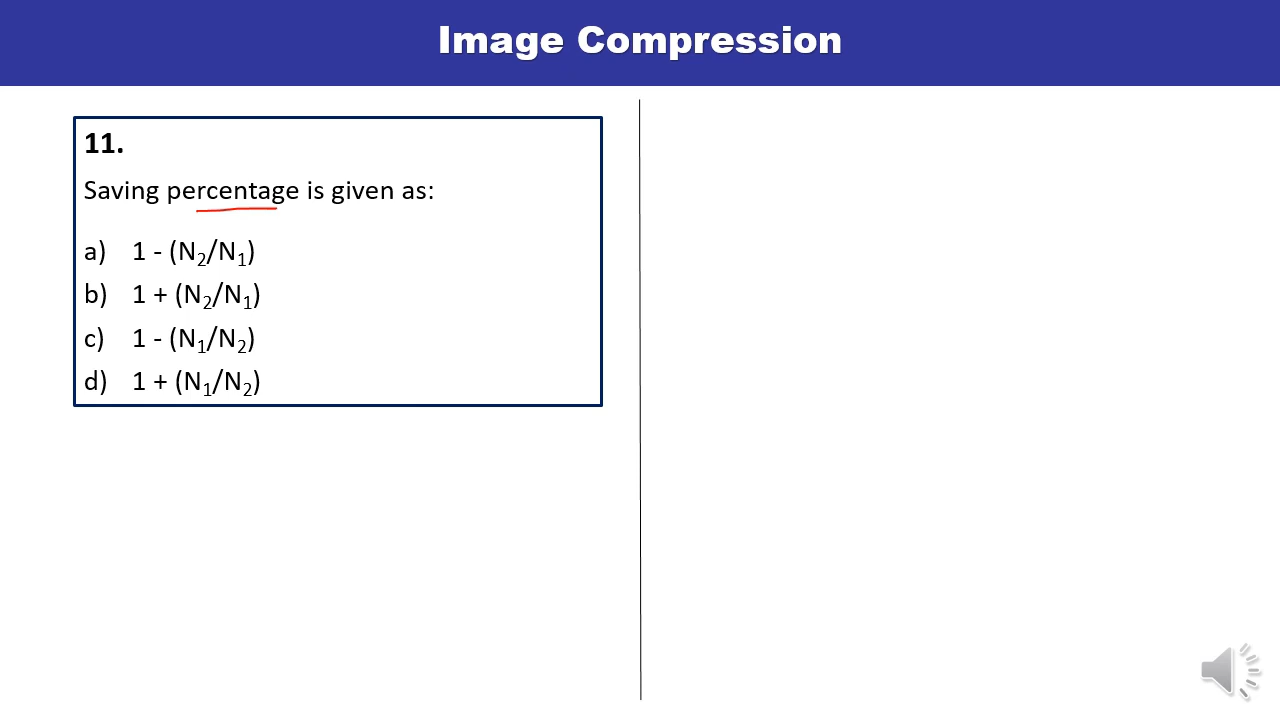 Image Compression
11.
Saving percentage is given as:
a) 1 - (N₂/N₁)
b) 1 + (N₂/N₁)
c) 1 - (N₁/N₂)
d) 1 + (N₁/N₂)